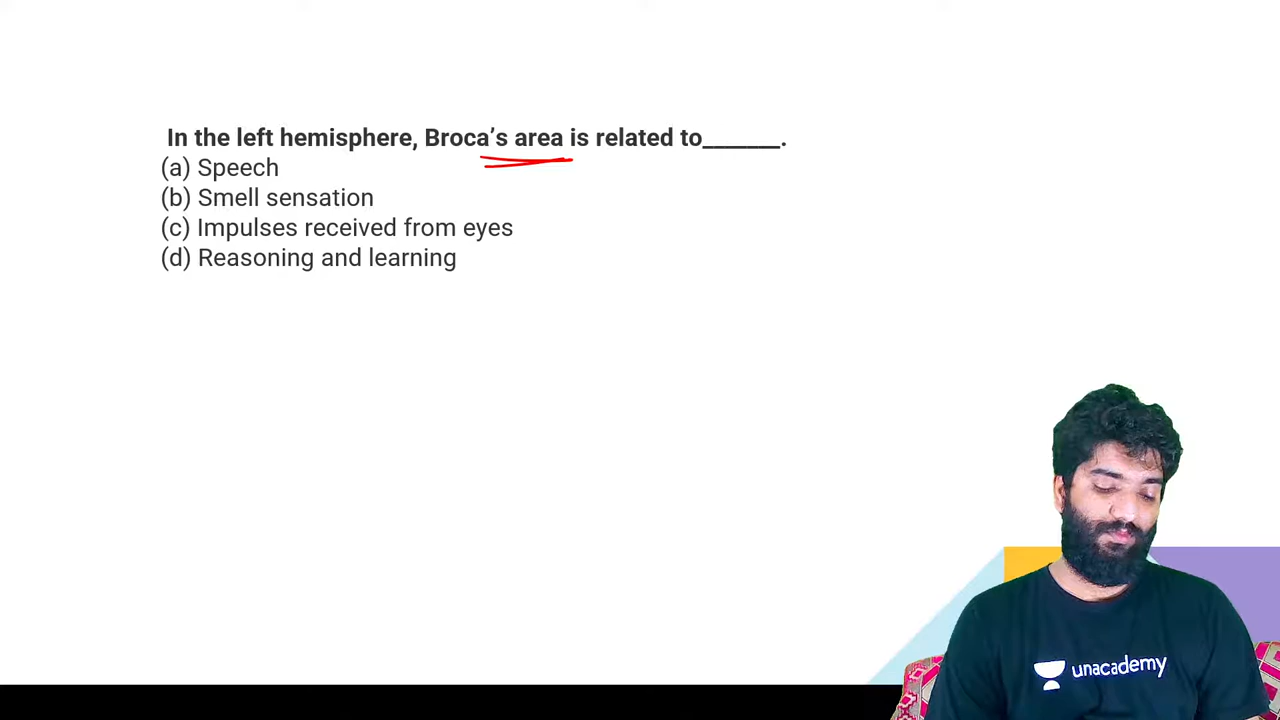 In the left hemisphere, Broca’s area is related to_______.
(a) Speech
(b) Smell sensation
(c) Impulses received from eyes
(d) Reasoning and learning
unacademy